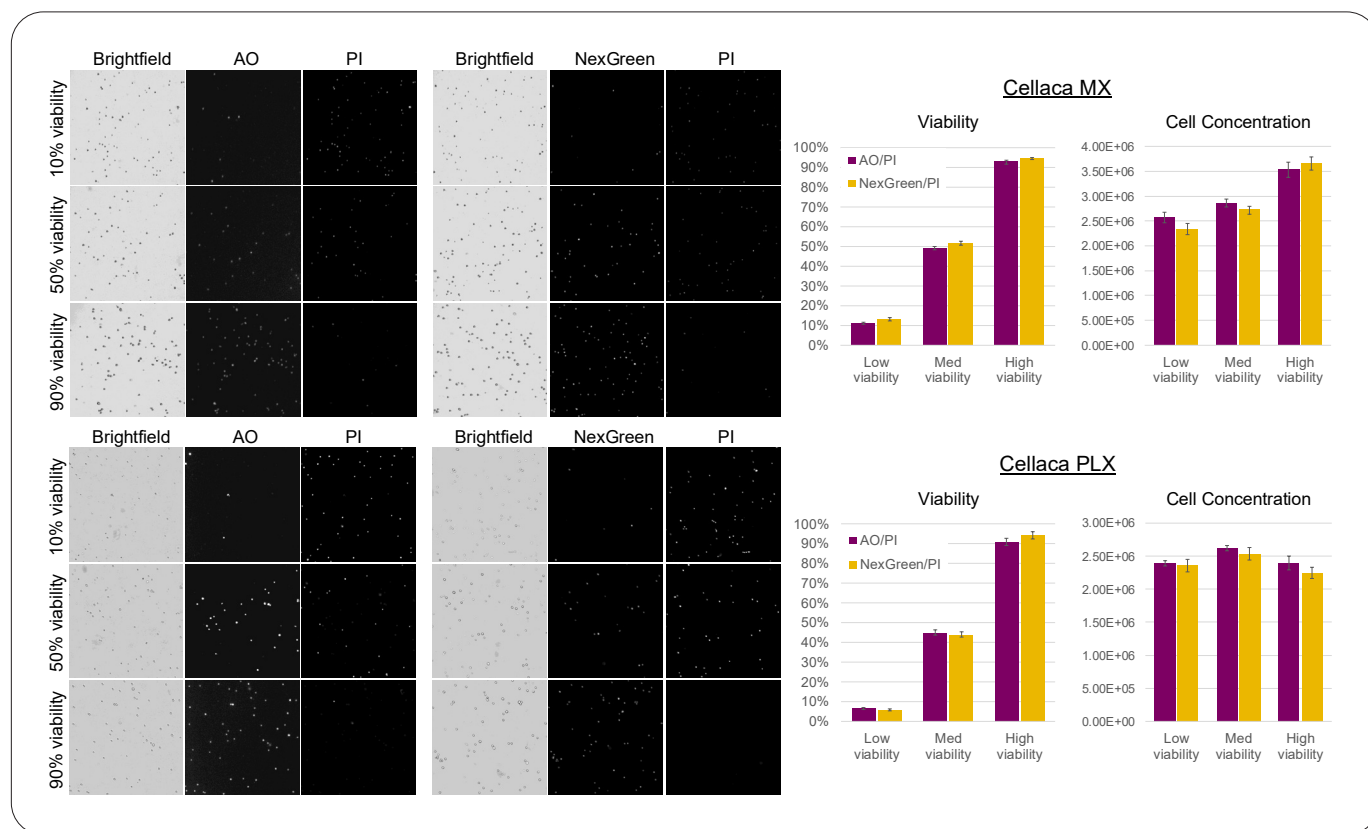 Brightfield AO PI
10% viability
50% viability
90% viability
Brightfield NexGreen PI
Brightfield AO PI
10% viability
50% viability
90% viability
Brightfield NexGreen PI
Cellaca MX
Viability
100%
90%
80%
70%
60%
50%
40%
30%
20%
10%
0%
AO/PI
NexGreen/PI
Low viability
Med viability
High viability
Cell Concentration
4.00E+06
3.50E+06
3.00E+06
2.50E+06
2.00E+06
1.50E+06
1.00E+06
5.00E+05
0.00E+00
Low viability
Med viability
High viability
Cellaca PLX
Viability
100%
90%
80%
70%
60%
50%
40%
30%
20%
10%
0%
AO/PI
NexGreen/PI
Low viability
Med viability
High viability
Cell Concentration
3.00E+06
2.50E+06
2.00E+06
1.50E+06
1.00E+06
5.00E+05
0.00E+00
Low viability
Med viability
High viability